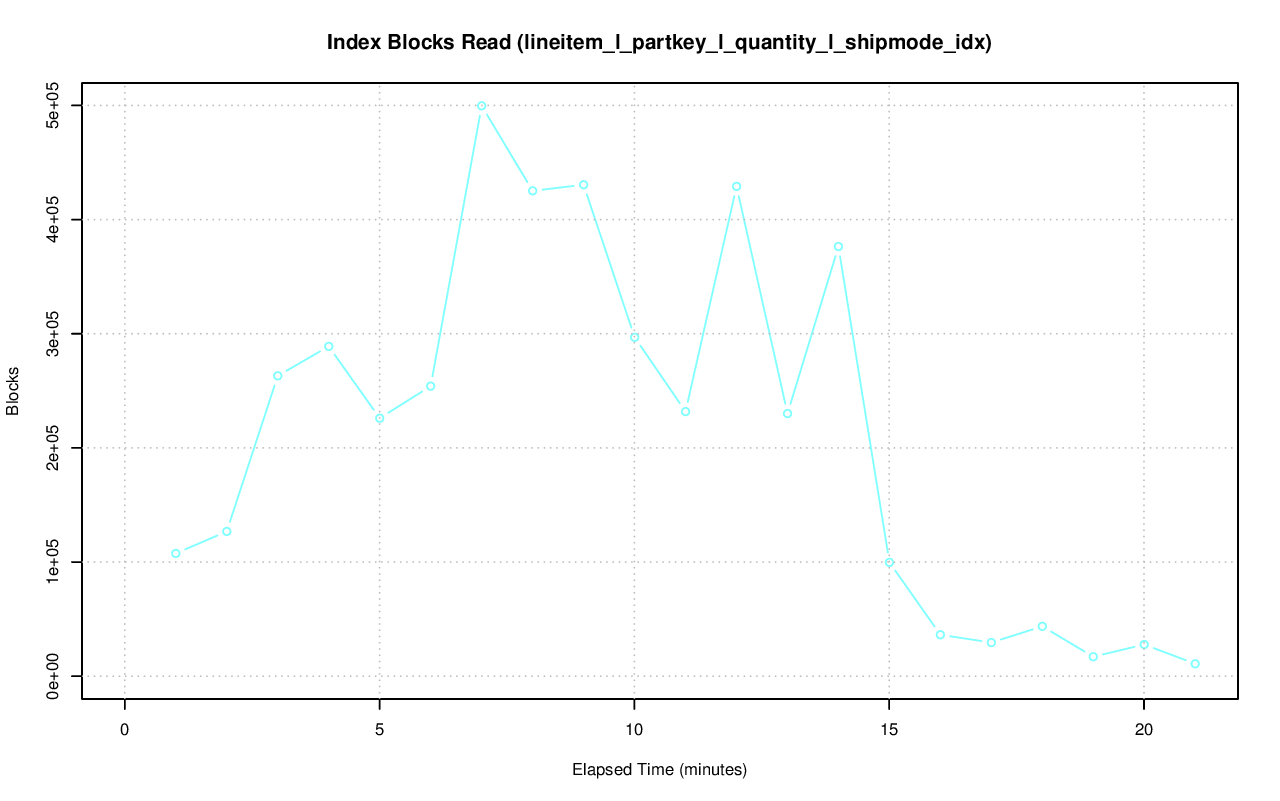 Index Blocks Read (lineitem_l_partkey_l_quantity_l_shipmode_idx)
5e+05
4e+05
3e+05
2e+05
1e+05
0e+00
Blocks
0 5 10 15 20
Elapsed Time (minutes)